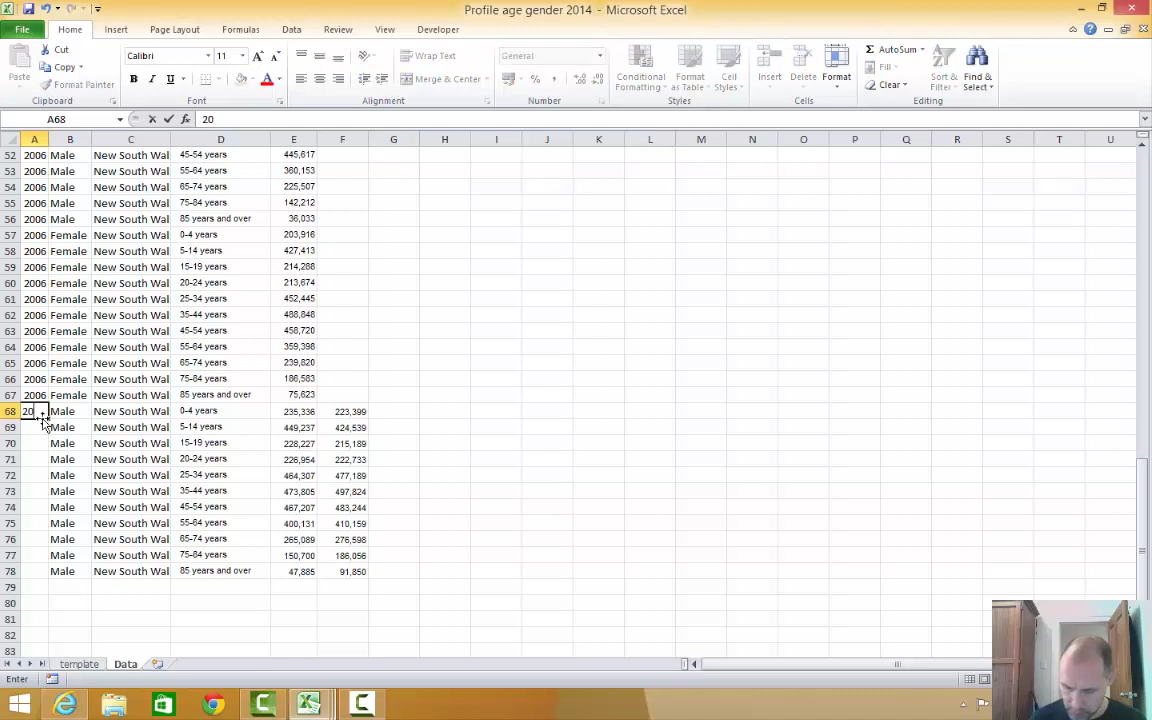 Profile age gender 2014 - Microsoft Excel
File Home Insert Page Layout Formulas Data Review View Developer
Paste Cut Copy Format Painter Clipboard
Calibri 11 Font
Wrap Text Merge & Center Alignment
General Number
Conditional Formatting Format as Table Cell Styles Styles
Insert Delete Format Cells
AutoSum Fill Clear Sort & Filter Find & Select Editing
A68 20
A B C D E F G H I J K L M N O P Q R S T U
52 2006 Male New South Wal 45-54 years 445,617
53 2006 Male New South Wal 55-64 years 360,153
54 2006 Male New South Wal 65-74 years 225,507
55 2006 Male New South Wal 75-84 years 142,212
56 2006 Male New South Wal 85 years and over 36,033
57 2006 Female New South Wal 0-4 years 203,916
58 2006 Female New South Wal 5-14 years 427,413
59 2006 Female New South Wal 15-19 years 214,288
60 2006 Female New South Wal 20-24 years 213,674
61 2006 Female New South Wal 25-34 years 452,445
62 2006 Female New South Wal 35-44 years 488,848
63 2006 Female New South Wal 45-54 years 458,720
64 2006 Female New South Wal 55-64 years 359,398
65 2006 Female New South Wal 65-74 years 239,820
66 2006 Female New South Wal 75-84 years 186,583
67 2006 Female New South Wal 85 years and over 75,623
68 20 Male New South Wal 0-4 years 235,336 223,399
69 Male New South Wal 5-14 years 449,237 424,539
70 Male New South Wal 15-19 years 228,227 215,189
71 Male New South Wal 20-24 years 226,954 222,733
72 Male New South Wal 25-34 years 464,307 477,189
73 Male New South Wal 35-44 years 473,805 497,824
74 Male New South Wal 45-54 years 467,207 483,244
75 Male New South Wal 55-64 years 400,131 410,159
76 Male New South Wal 65-74 years 265,089 276,598
77 Male New South Wal 75-84 years 150,700 186,056
78 Male New South Wal 85 years and over 47,885 91,850
79
80
81
82
83
template Data
Enter